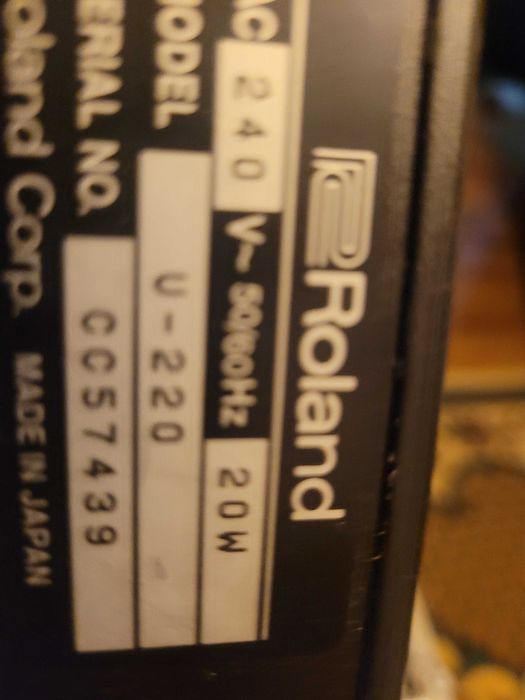 Roland
AC 240 V~ 50/60Hz 20W
MODEL U-220
SERIAL NO. CC57439
Roland Corp. MADE IN JAPAN